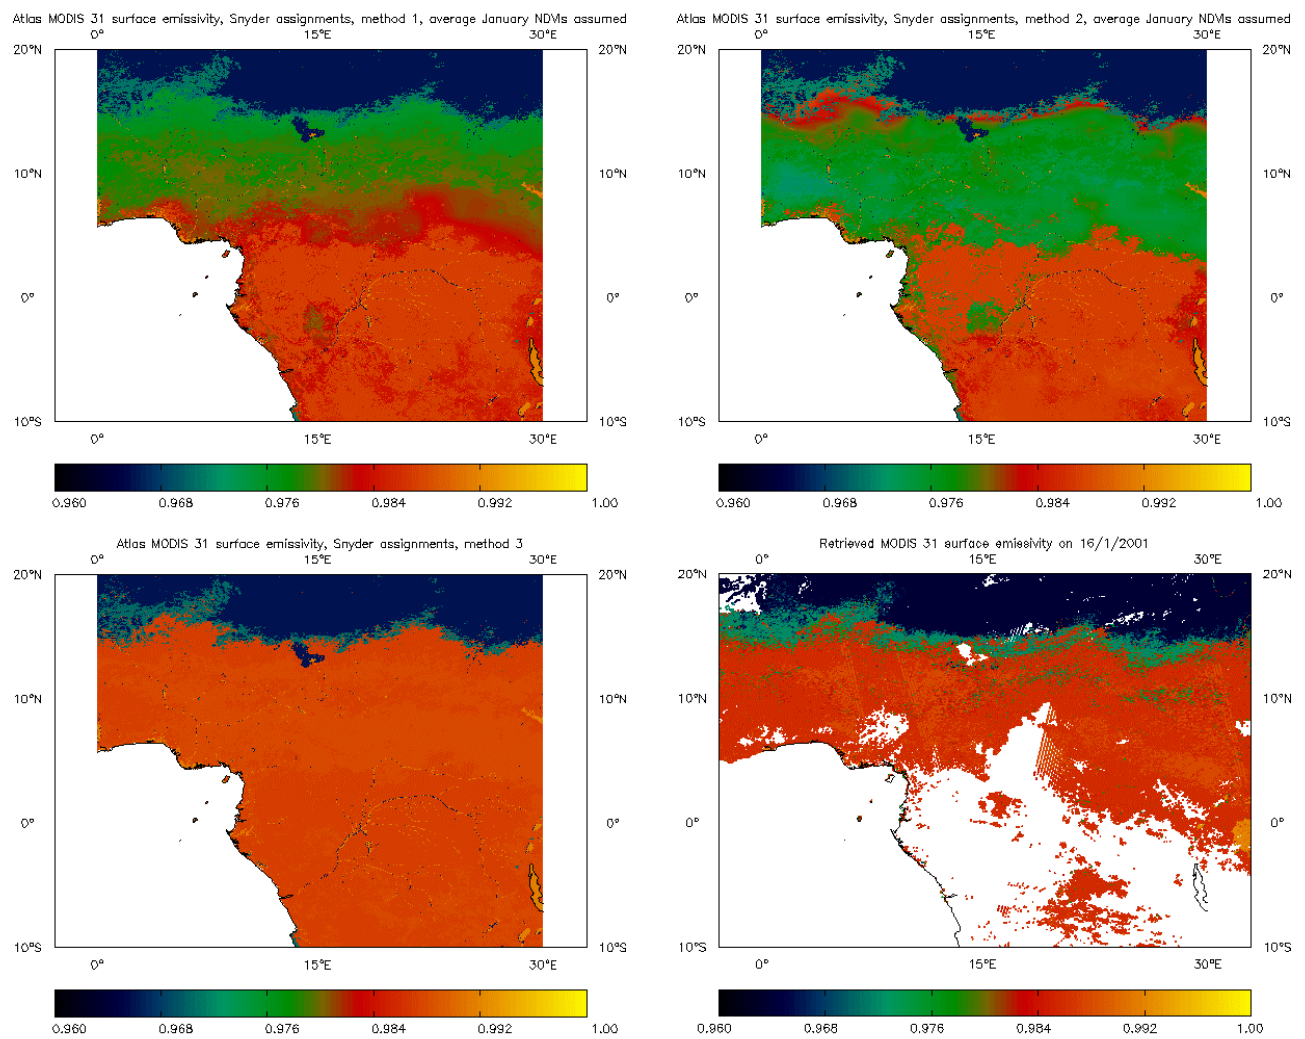 Atlas MODIS 31 surface emissivity, Snyder assignments, method 1, average January NDVIs assumed
0° 15°E 30°E
20°N 20°N
10°N 10°N
0° 0°
10°S 10°S
0° 15°E 30°E
0.960 0.968 0.976 0.984 0.992 1.00
Atlas MODIS 31 surface emissivity, Snyder assignments, method 2, average January NDVIs assumed
0° 15°E 30°E
20°N 20°N
10°N 10°N
0° 0°
10°S 10°S
0° 15°E 30°E
0.960 0.968 0.976 0.984 0.992 1.00
Atlas MODIS 31 surface emissivity, Snyder assignments, method 3
0° 15°E 30°E
20°N 20°N
10°N 10°N
0° 0°
10°S 10°S
0° 15°E 30°E
0.960 0.968 0.976 0.984 0.992 1.00
Retrieved MODIS 31 surface emissivity on 16/1/2001
0° 15°E 30°E
20°N 20°N
10°N 10°N
0° 0°
10°S 10°S
0° 15°E 30°E
0.960 0.968 0.976 0.984 0.992 1.00